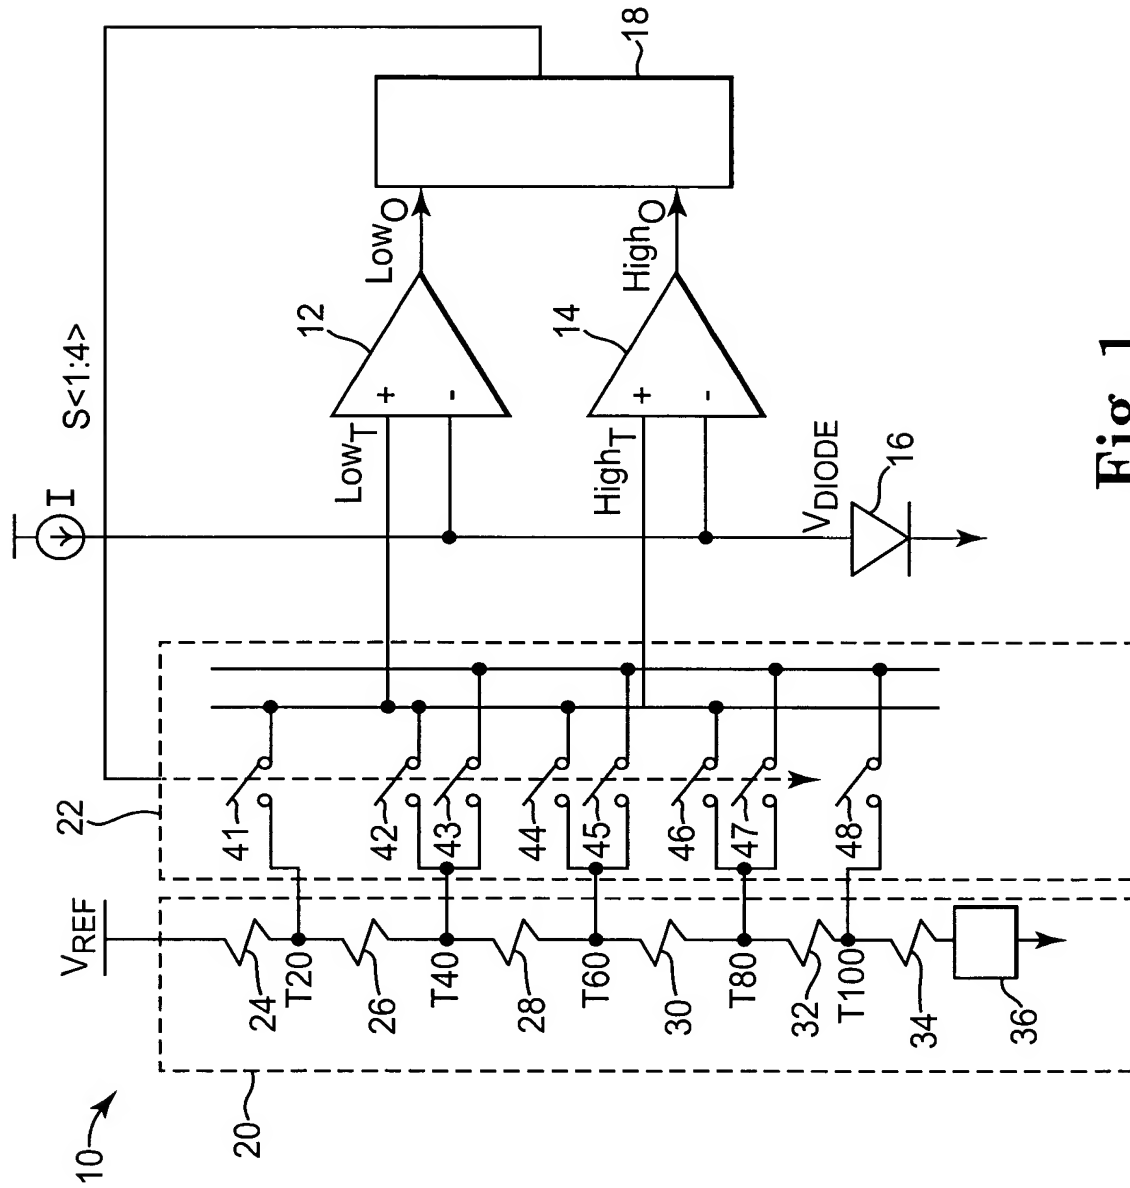 10
20
22
V_REF
24
T20
26
T40
28
T60
30
T80
32
T100
34
36
41
42
43
44
45
46
47
48
S<1:4>
I
Low_T
High_T
V_DIODE
16
12
+
-
14
+
-
Low_O
High_O
18
Fig. 1